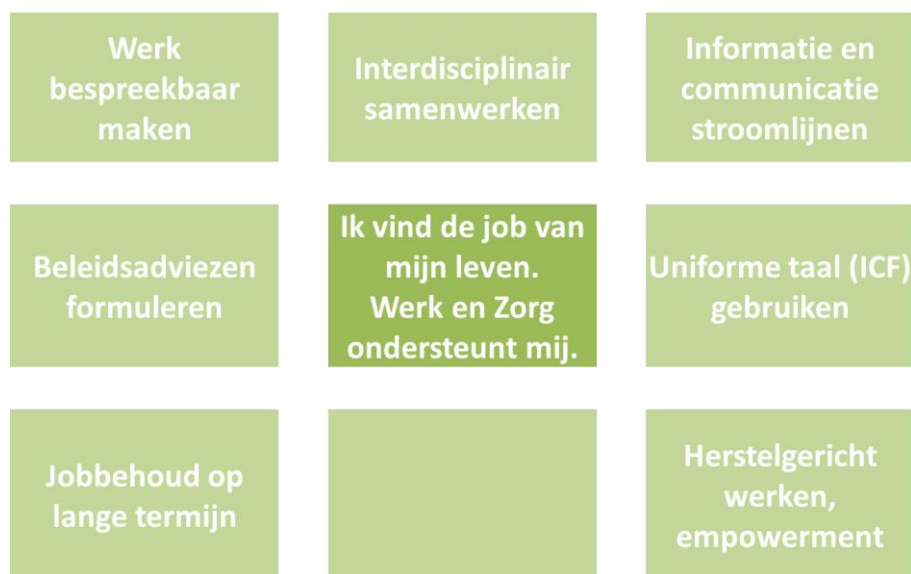 Werk
bespreekbaar
maken
Interdisciplinair
samenwerken
Informatie en
communicatie
stroomlijnen
Beleidsadviezen
formuleren
Ik vind de job van
mijn leven.
Werk en Zorg
ondersteunt mij.
Uniforme taal (ICF)
gebruiken
Jobbehoud op
lange termijn
Herstelgericht
werken,
empowerment